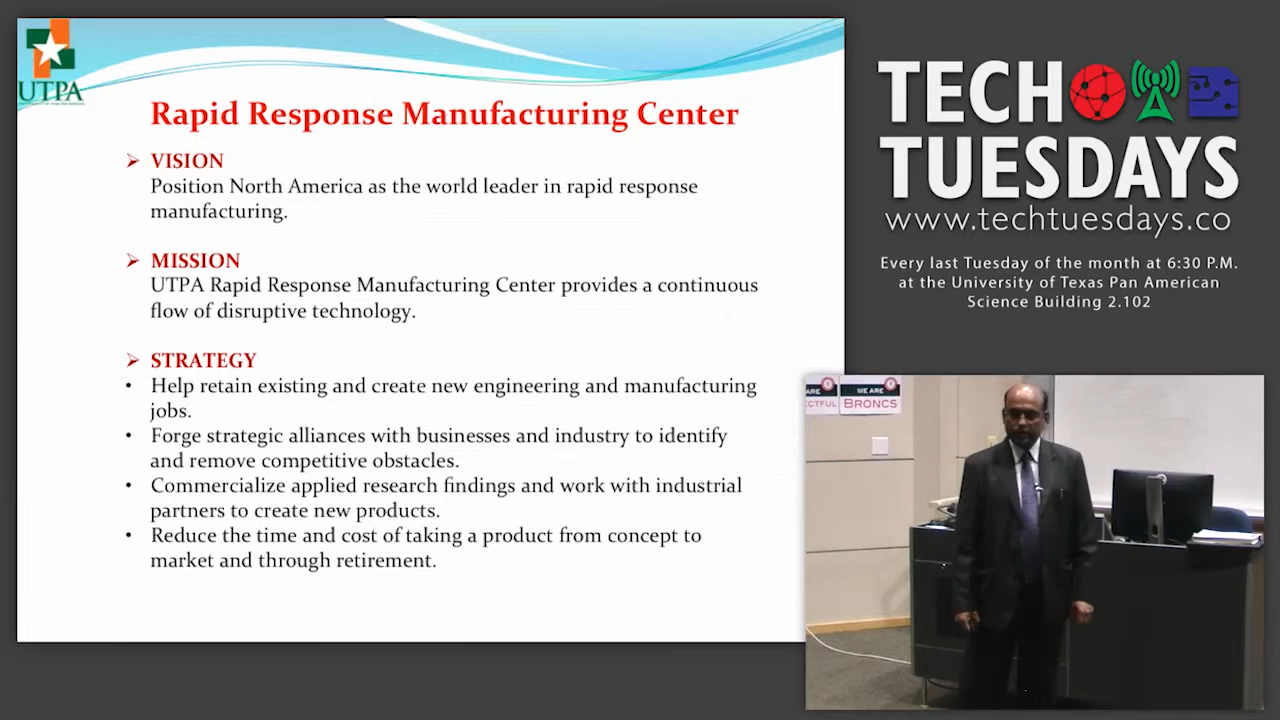 UTPA
Rapid Response Manufacturing Center
VISION
Position North America as the world leader in rapid response
manufacturing.
MISSION
UTPA Rapid Response Manufacturing Center provides a continuous
flow of disruptive technology.
STRATEGY
• Help retain existing and create new engineering and manufacturing
jobs.
• Forge strategic alliances with businesses and industry to identify
and remove competitive obstacles.
• Commercialize applied research findings and work with industrial
partners to create new products.
• Reduce the time and cost of taking a product from concept to
market and through retirement.
TECH
TUESDAYS
www.techtuesdays.co
Every last Tuesday of the month at 6:30 P.M.
at the University of Texas Pan American
Science Building 2.102
ARE
CTFUL
WE ARE
BRONCS